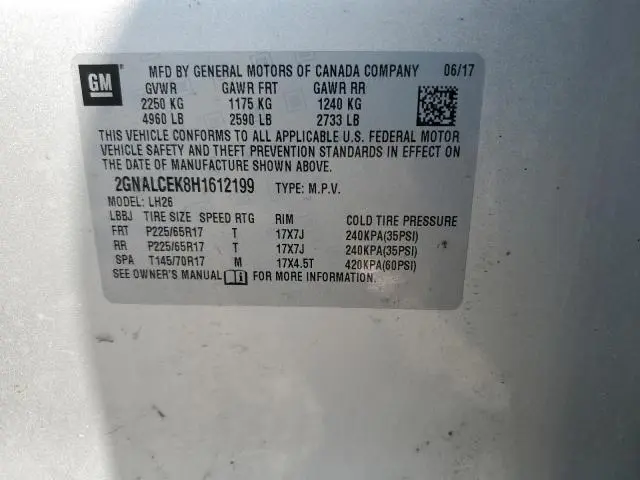 GM MFD BY GENERAL MOTORS OF CANADA COMPANY 06/17
GVWR GAWR FRT GAWR RR
2250 KG 1175 KG 1240 KG
4960 LB 2590 LB 2733 LB
THIS VEHICLE CONFORMS TO ALL APPLICABLE U.S. FEDERAL MOTOR
VEHICLE SAFETY AND THEFT PREVENTION STANDARDS IN EFFECT ON
THE DATE OF MANUFACTURE SHOWN ABOVE.
2GNALCEK8H1612199 TYPE: M.P.V.
MODEL: LH26
LBBJ TIRE SIZE SPEED RTG RIM COLD TIRE PRESSURE
FRT P225/65R17 T 17X7J 240KPA(35PSI)
RR P225/65R17 T 17X7J 240KPA(35PSI)
SPA T145/70R17 M 17X4.5T 420KPA(60PSI)
SEE OWNER'S MANUAL FOR MORE INFORMATION.